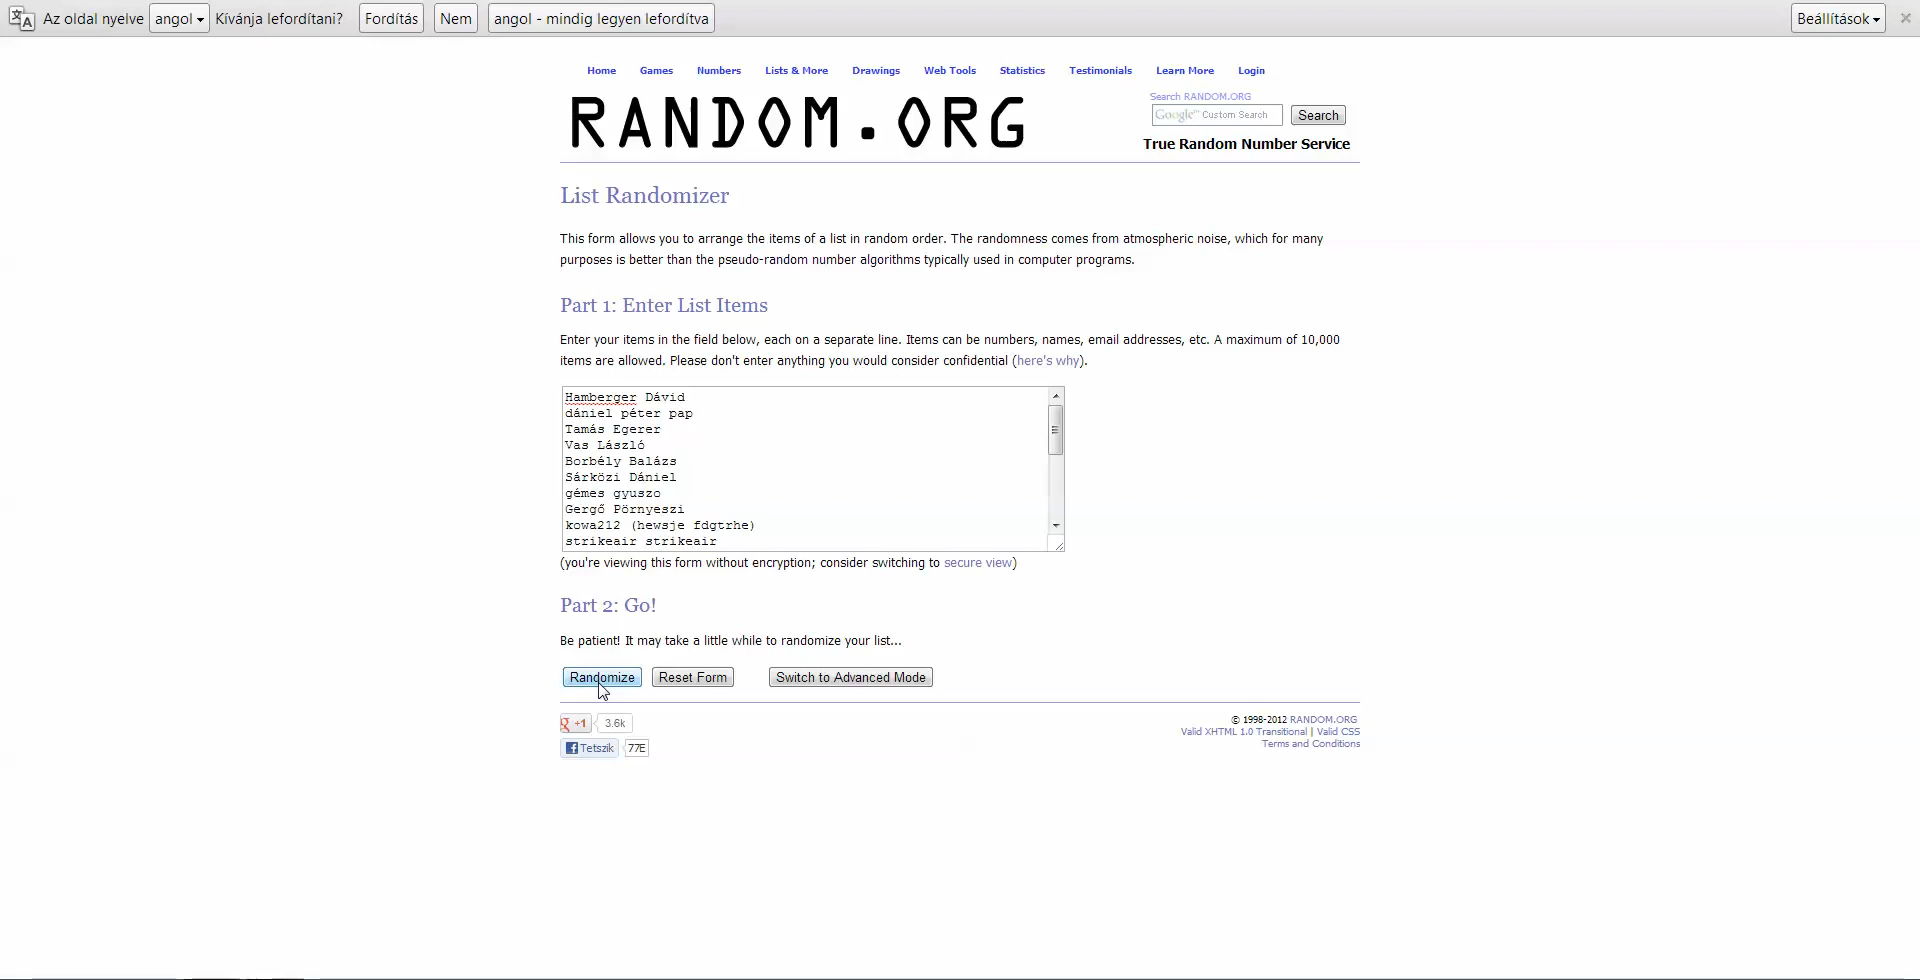 Az oldal nyelve angol Kívánja lefordítani? Fordítás Nem angol - mindig legyen lefordítva Beállítások
Home Games Numbers Lists & More Drawings Web Tools Statistics Testimonials Learn More Login
RANDOM.ORG
Search RANDOM.ORG
Google™ Custom Search Search
True Random Number Service
List Randomizer
This form allows you to arrange the items of a list in random order. The randomness comes from atmospheric noise, which for many
purposes is better than the pseudo-random number algorithms typically used in computer programs.
Part 1: Enter List Items
Enter your items in the field below, each on a separate line. Items can be numbers, names, email addresses, etc. A maximum of 10,000
items are allowed. Please don't enter anything you would consider confidential (here's why).
Hamberger Dávid
dániel péter pap
Tamás Egerer
Vas László
Borbély Balázs
Sárközi Dániel
gémes gyuszo
Gergő Pörnyeszi
kowa212 (hewsje fdgtrhe)
strikeair strikeair
(you're viewing this form without encryption; consider switching to secure view)
Part 2: Go!
Be patient! It may take a little while to randomize your list...
Randomize Reset Form Switch to Advanced Mode
g +1 3.6k
Tetszik 77E
© 1998-2012 RANDOM.ORG
Valid XHTML 1.0 Transitional | Valid CSS
Terms and Conditions